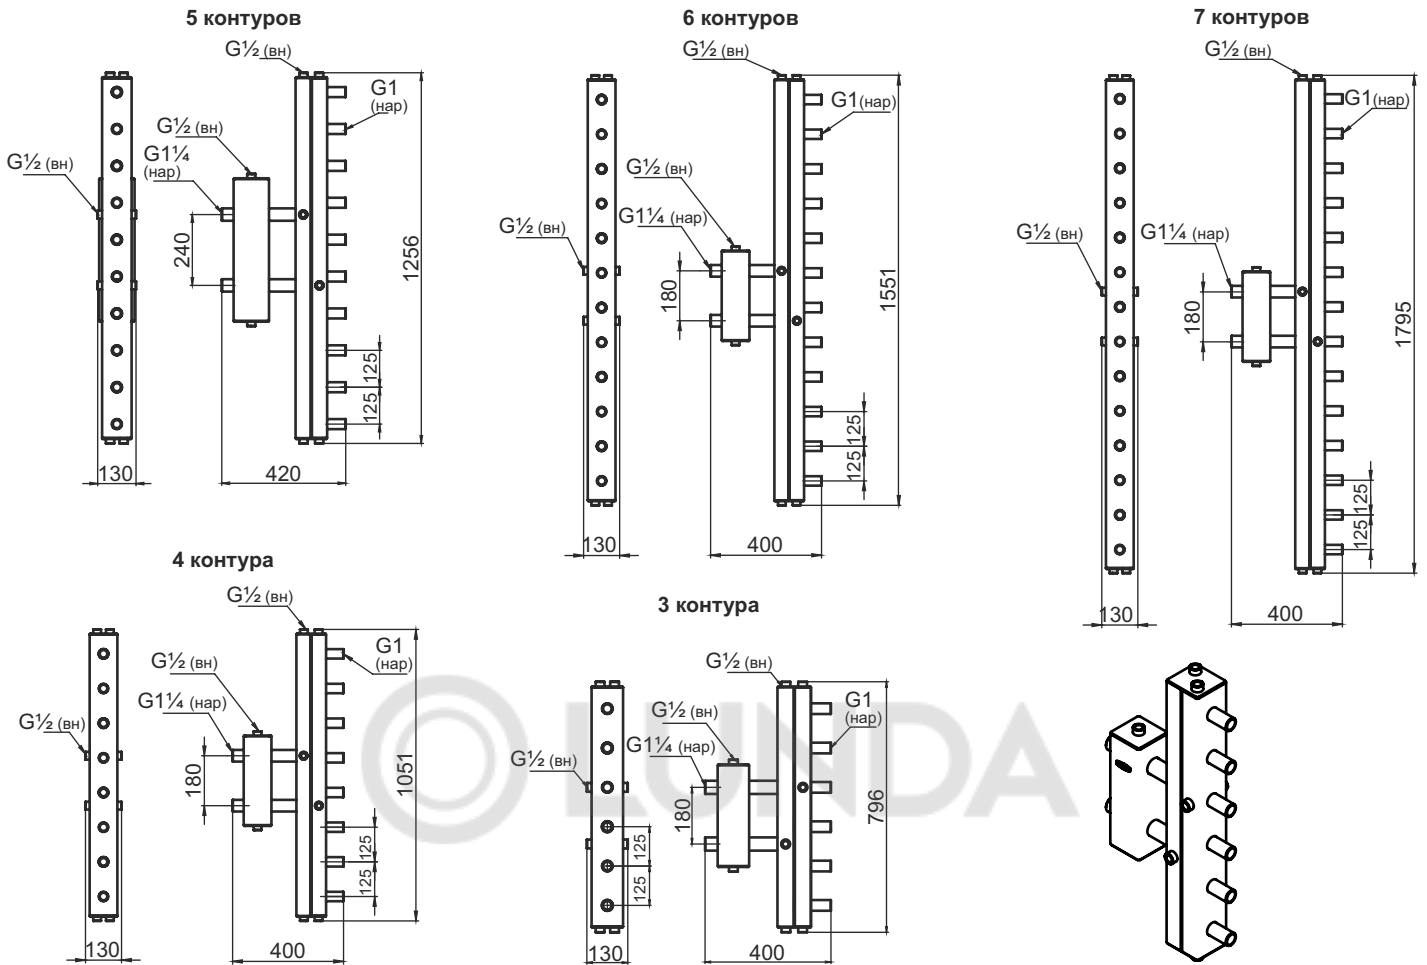 5 контуров
G½ (вн)
G1
(нар)
G½ (вн)
G1¼
(нар)
G½ (вн)
240
1256
125
125
130
420
6 контуров
G½ (вн)
G1 (нар)
G½ (вн)
G1¼ (нар)
G½ (вн)
180
1551
125
125
130
400
7 контуров
G½ (вн)
G1 (нар)
G½ (вн)
G1¼ (нар)
180
1795
125
125
130
400
4 контура
G½ (вн)
G1
(нар)
G½ (вн)
G1¼ (нар)
G½ (вн)
180
1051
125
125
130
400
3 контура
G½ (вн)
G1
(нар)
G½ (вн)
G1¼ (нар)
G½ (вн)
180
796
125
125
130
400
LUNDA